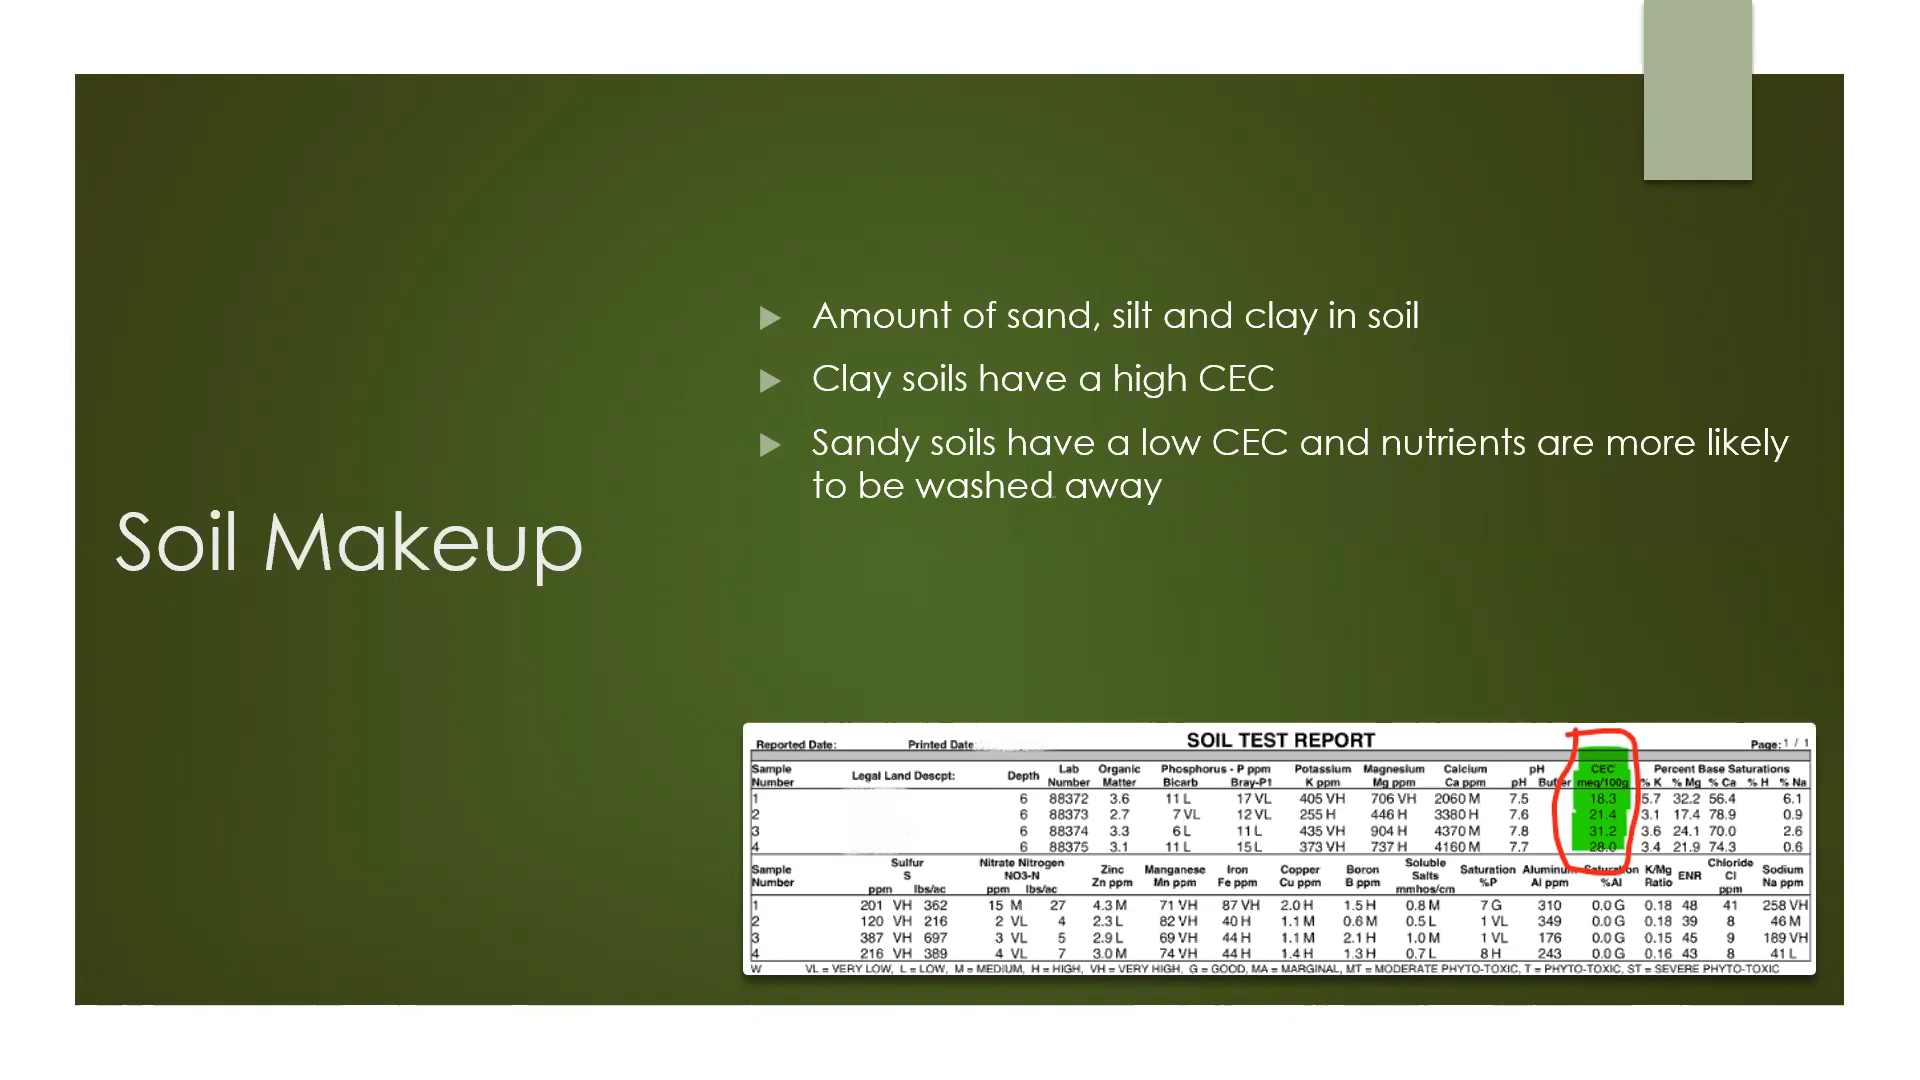 Soil Makeup
Amount of sand, silt and clay in soil
Clay soils have a high CEC
Sandy soils have a low CEC and nutrients are more likely
to be washed away
Reported Date: Printed Date: SOIL TEST REPORT Page: 1 / 1
Sample Number Legal Land Descpt: Depth Lab Number Organic Matter Phosphorus - P ppm Bicarb Bray-P1 Potassium K ppm Magnesium Mg ppm Calcium Ca ppm pH pH Buffer CEC meq/100g Percent Base Saturations % K % Mg % Ca % H % Na
1 6 88372 3.6 11 L 17 VL 405 VH 706 VH 2060 M 7.5 18.3 5.7 32.2 56.4 6.1
2 6 88373 2.7 7 VL 12 VL 255 H 446 H 3380 H 7.6 21.4 3.1 17.4 78.9 0.9
3 6 88374 3.3 6 L 11 L 435 VH 904 H 4370 M 7.8 31.2 3.6 24.1 70.0 2.6
4 6 88375 3.1 11 L 15 L 373 VH 737 H 4160 M 7.7 28.0 3.4 21.9 74.3 0.6
Sample Number Sulfur S ppm lbs/ac Nitrate Nitrogen NO3-N ppm lbs/ac Zinc Zn ppm Manganese Mn ppm Iron Fe ppm Copper Cu ppm Boron B ppm Soluble Salts mmhos/cm Saturation %P Aluminum Al ppm Saturation %Al K/Mg Ratio ENR Chloride Cl ppm Sodium Na ppm
1 201 VH 362 15 M 27 4.3 M 71 VH 87 VH 2.0 H 1.5 H 0.8 M 7 G 310 0.0 G 0.18 48 41 258 VH
2 120 VH 216 2 VL 4 2.3 L 82 VH 40 H 1.1 M 0.6 M 0.5 L 1 VL 349 0.0 G 0.18 39 8 46 M
3 387 VH 697 3 VL 5 2.9 L 69 VH 44 H 1.1 M 2.1 H 1.0 M 1 VL 176 0.0 G 0.15 45 9 189 VH
4 216 VH 389 4 VL 7 3.0 M 74 VH 44 H 1.4 H 1.3 H 0.7 L 8 H 243 0.0 G 0.16 43 8 41 L
W VL = VERY LOW, L = LOW, M = MEDIUM, H = HIGH, VH = VERY HIGH, G = GOOD, MA = MARGINAL, MT = MODERATE PHYTO-TOXIC, T = PHYTO-TOXIC, ST = SEVERE PHYTO-TOXIC